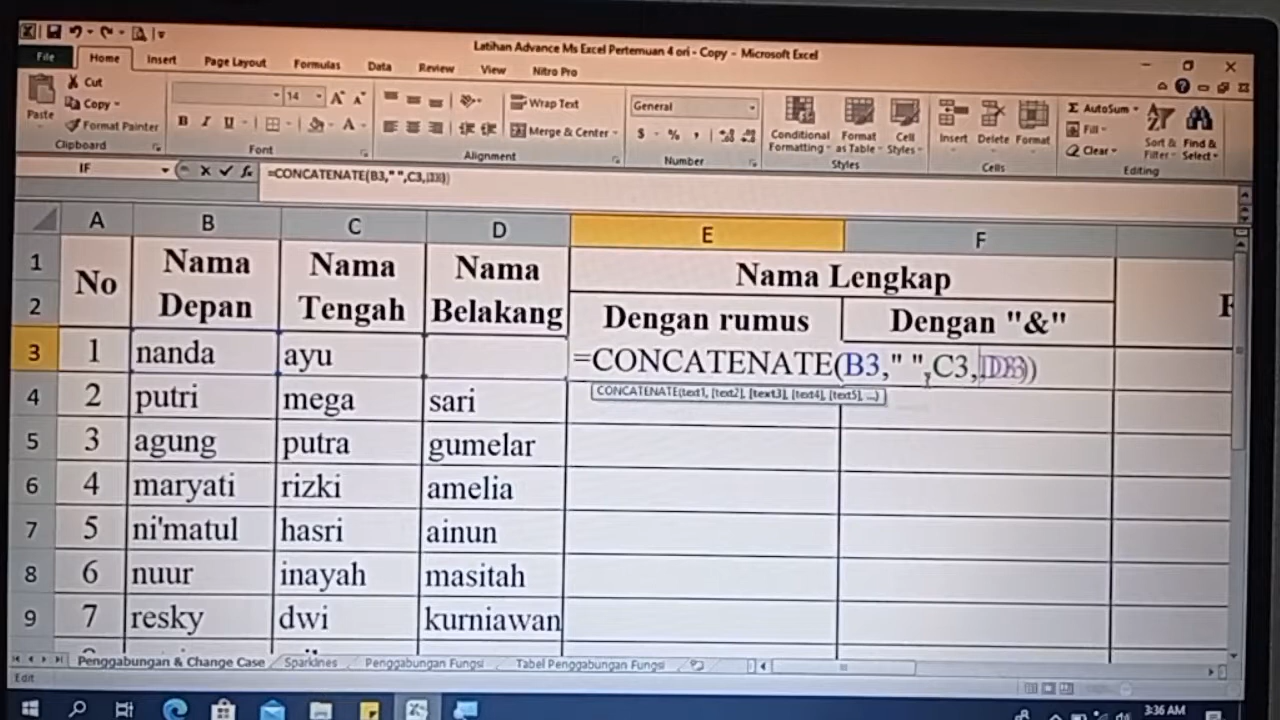 Latihan Advance Ms Excel Pertemuan 4 ori - Copy - Microsoft Excel
File Home Insert Page Layout Formulas Data Review View Nitro Pro
Paste Cut Copy Format Painter
14
Wrap Text
Merge & Center
General
$ % ,
Conditional Formatting Format as Table Cell Styles
Insert Delete Format
Σ AutoSum Fill Clear
Sort & Filter Find & Select
Clipboard Font Alignment Number Styles Cells Editing
IF =CONCATENATE(B3," ",C3,
A B C D E F
1 No Nama Depan Nama Tengah Nama Belakang Nama Lengkap
2 Dengan rumus Dengan "&"
3 1 nanda ayu =CONCATENATE(B3," ",C3,
CONCATENATE(text1, [text2], [text3], [text4], [text5], ...)
4 2 putri mega sari
5 3 agung putra gumelar
6 4 maryati rizki amelia
7 5 ni'matul hasri ainun
8 6 nuur inayah masitah
9 7 resky dwi kurniawan
Penggabungan & Change Case Sparklines Penggabungan Fungsi Tabel Penggabungan Fungsi
Edit
3:36 AM